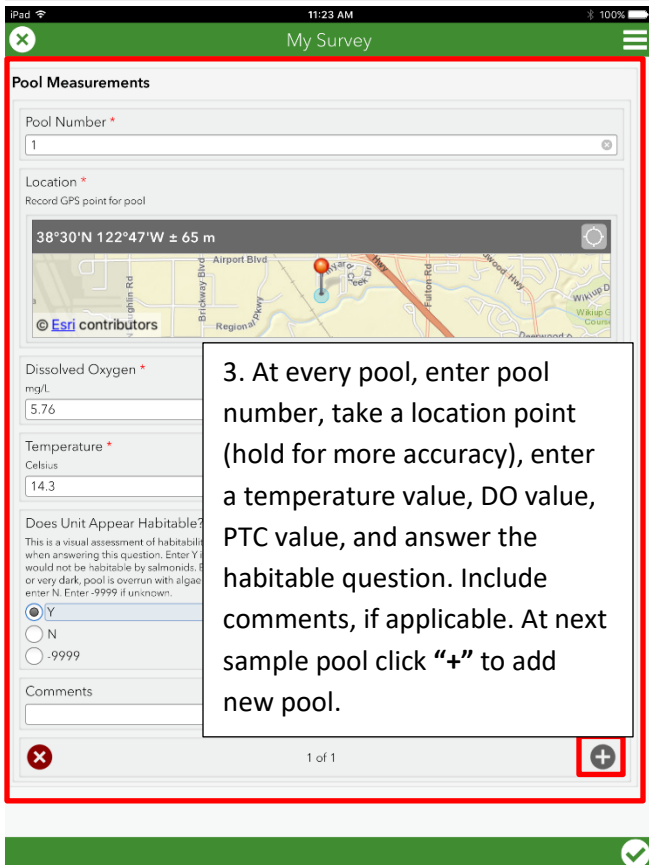 iPad 11:23 AM 100%
My Survey
Pool Measurements
Pool Number *
1
Location *
Record GPS point for pool
38°30'N 122°47'W ± 65 m
Airport Blvd
Brickway Blvd
Regional Pkwy
Creek Dr
Fulton Rd
Hwy
Wikiup D
Wikiup G
Course
© Esri contributors
Dissolved Oxygen *
mg/L
5.76
Temperature *
Celsius
14.3
Does Unit Appear Habitable?
This is a visual assessment of habitabilit
when answering this question. Enter Y i
would not be habitable by salmonids.
or very dark, pool is overrun with algae
enter N. Enter -9999 if unknown.
Y
N
-9999
Comments
3. At every pool, enter pool
number, take a location point
(hold for more accuracy), enter
a temperature value, DO value,
PTC value, and answer the
habitable question. Include
comments, if applicable. At next
sample pool click “+” to add
new pool.
1 of 1